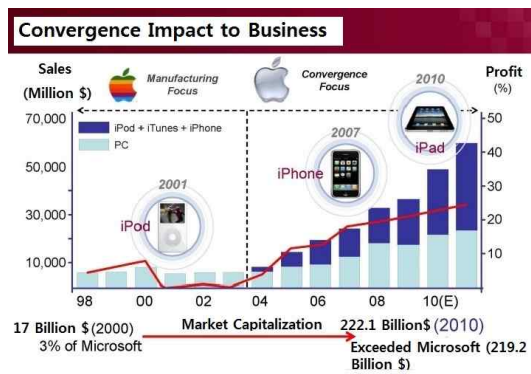 Convergence Impact to Business
Sales
(Million $)
Manufacturing
Focus
Convergence
Focus
2010
Profit
(%)
70,000
50,000
30,000
10,000
iPod + iTunes + iPhone
PC
2001
iPod
2007
iPhone
iPad
50
40
30
20
10
98
00
02
04
06
08
10(E)
17 Billion $(2000)
3% of Microsoft
Market Capitalization
222.1 Billion$ (2010)
Exceeded Microsoft (219.2
Billion $)